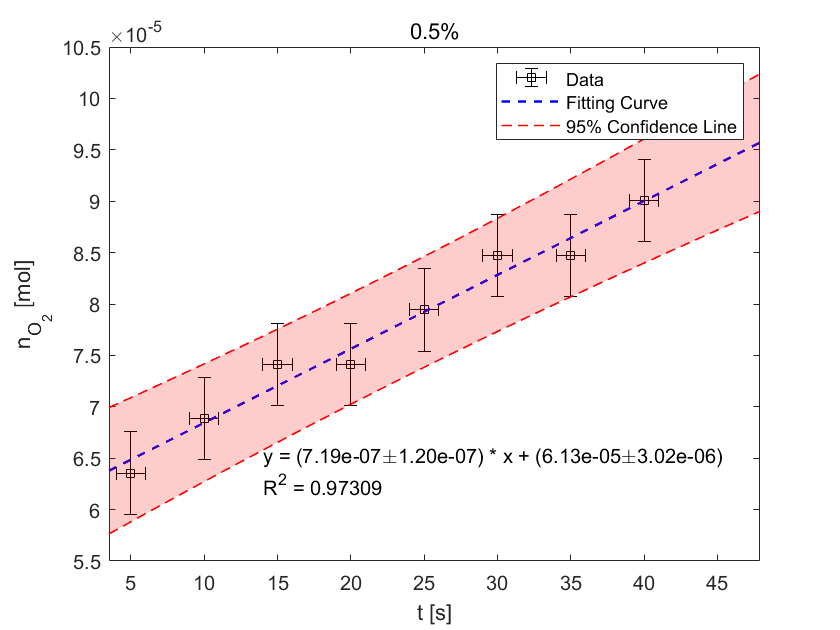 0.5%
×10^-5
10.5
10
9.5
9
8.5
8
7.5
7
6.5
6
5.5
n_O_2 [mol]
Data
Fitting Curve
95% Confidence Line
y = (7.19e-07±1.20e-07) * x + (6.13e-05±3.02e-06)
R^2 = 0.97309
5 10 15 20 25 30 35 40 45
t [s]